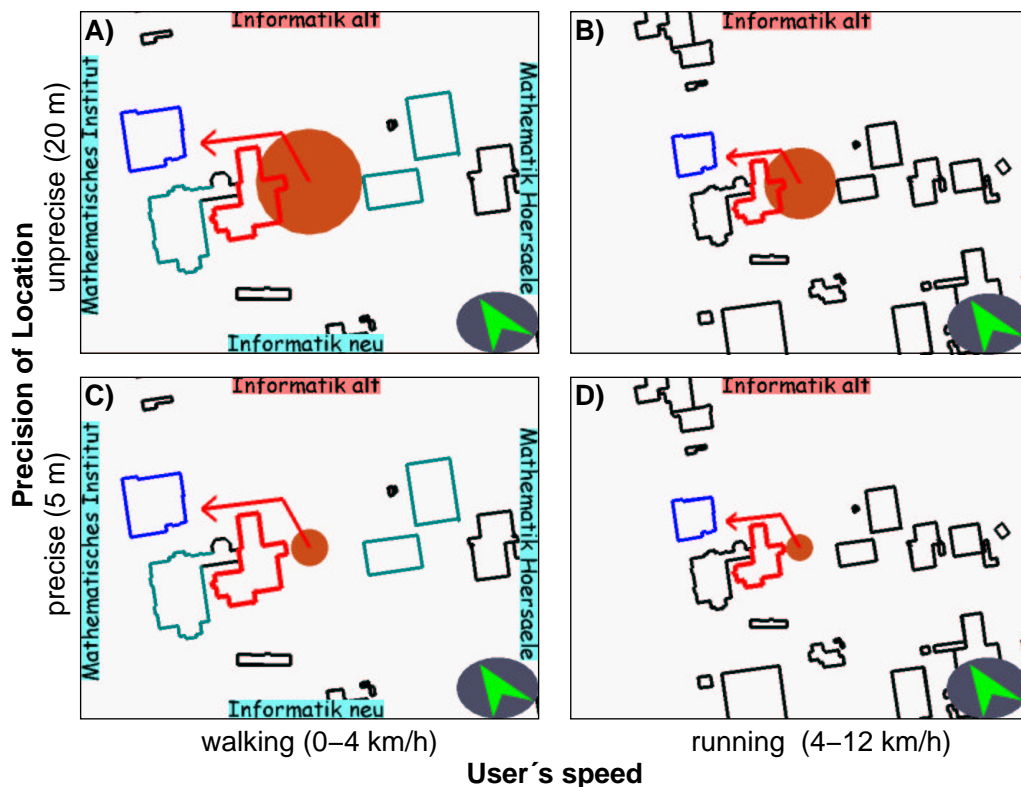 A)
Informatik alt
Mathematisches Institut
Mathematik Hoersaele
Informatik neu
B)
Informatik alt
C)
Informatik alt
Mathematisches Institut
Mathematik Hoersaele
Informatik neu
D)
Informatik alt
Precision of Location
unprecise (20 m)
precise (5 m)
walking (0–4 km/h)
running (4–12 km/h)
User´s speed